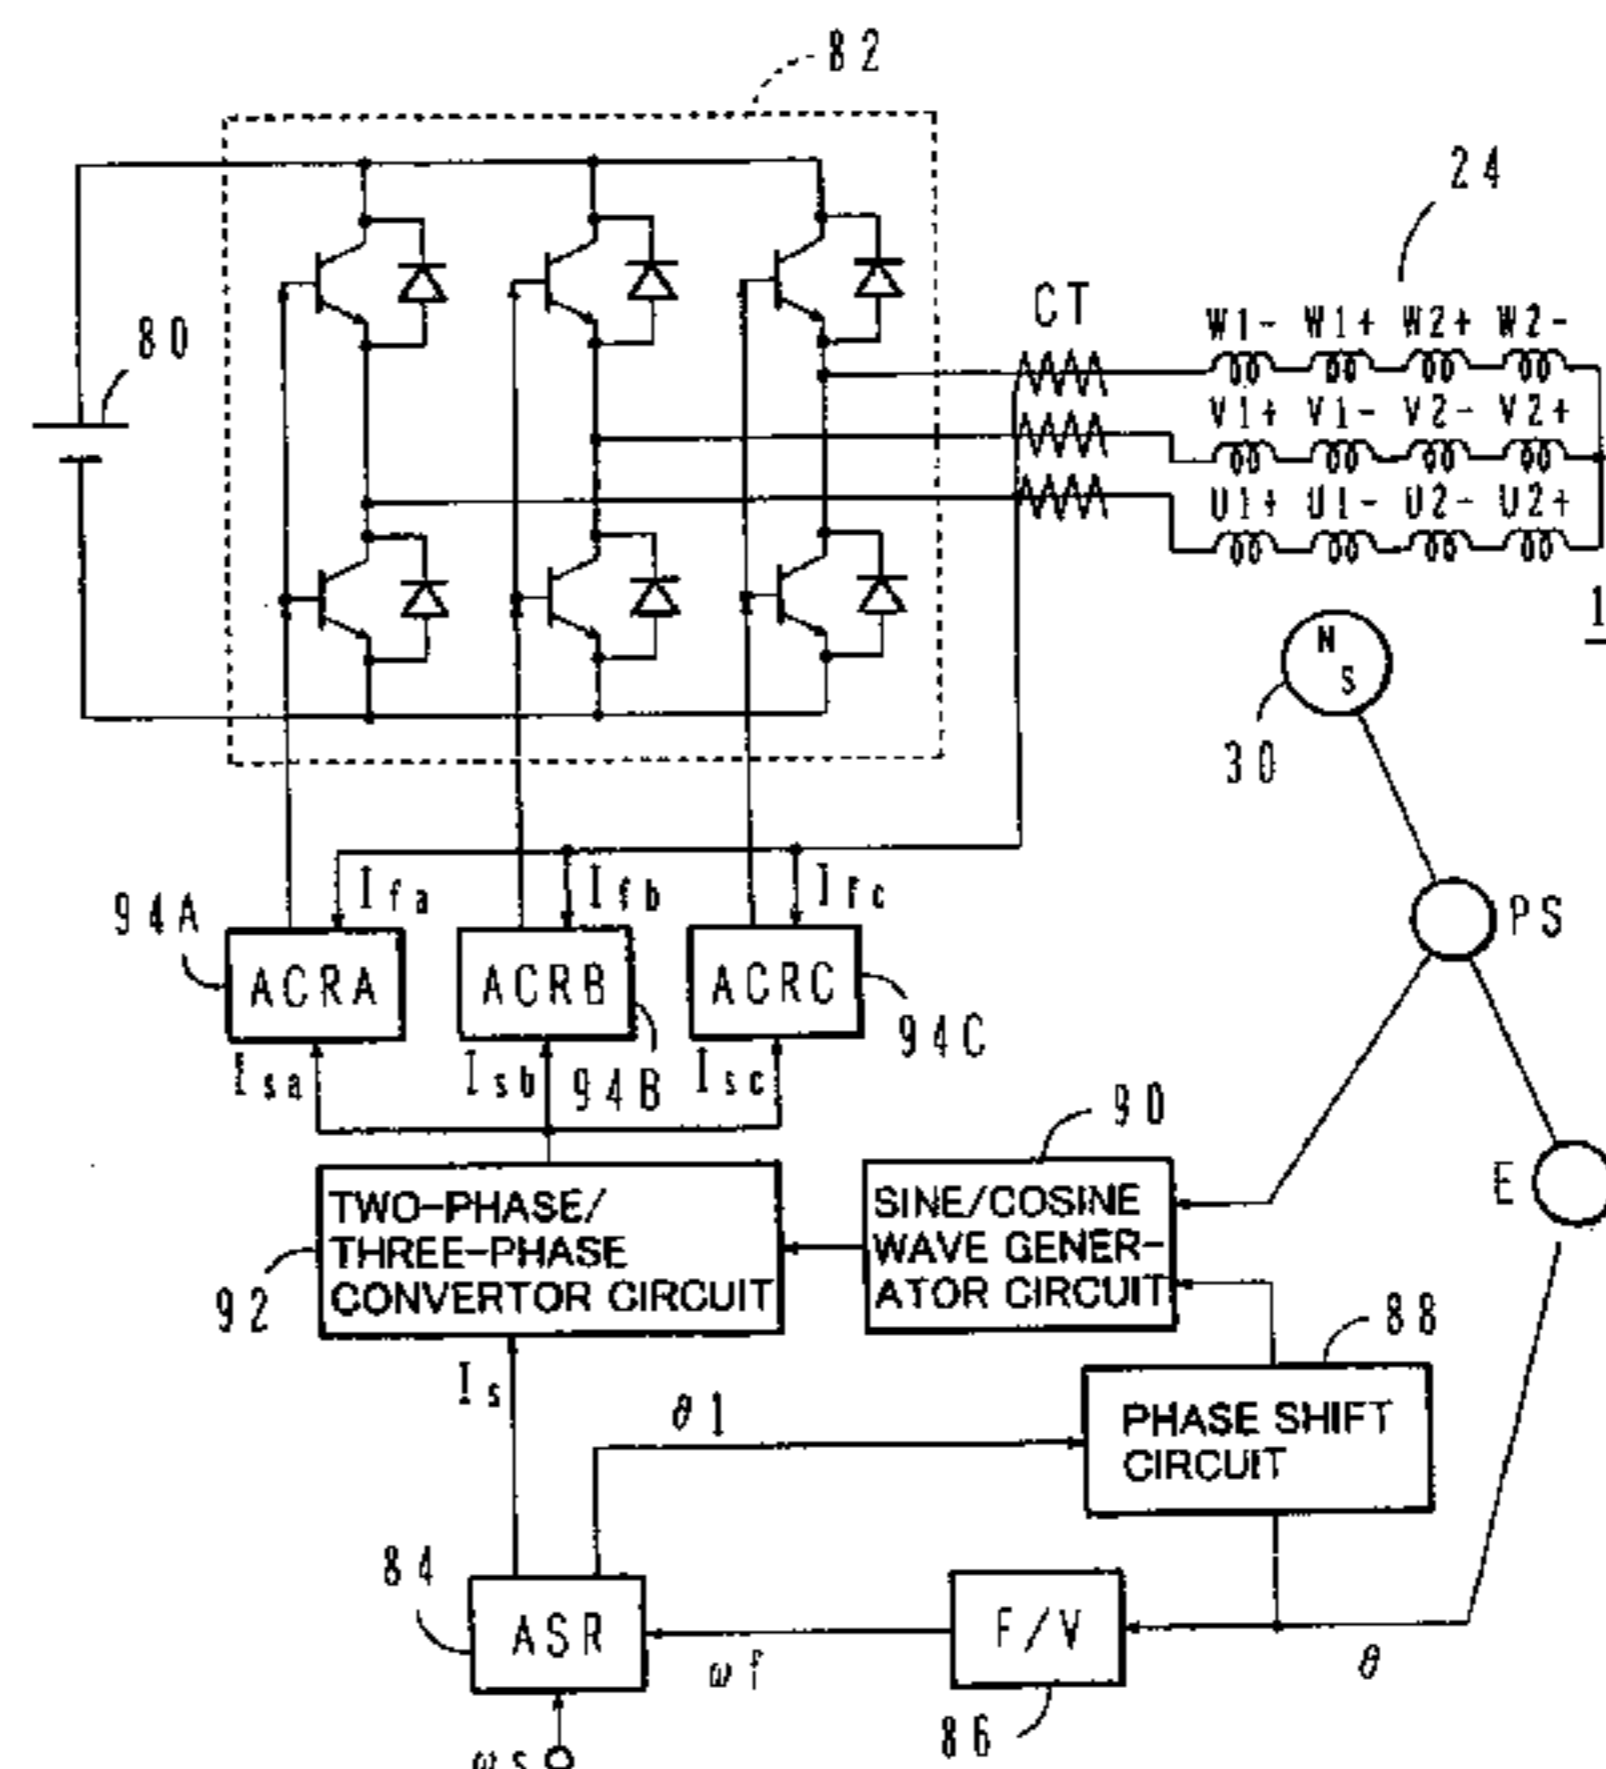 82
24
80
CT
W1- W1+ W2+ W2-
V1+ V1- V2- V2+
U1+ U1- U2- U2+
1
N
S
30
PS
Ifa
Ifb
Ifc
94A
ACRA
ACRB
ACRC
94C
Isa
Isb
94B
Isc
90
E
TWO-PHASE/
THREE-PHASE
CONVERTOR CIRCUIT
SINE/COSINE
WAVE GENER-
ATOR CIRCUIT
92
88
Is
θ1
PHASE SHIFT
CIRCUIT
84
ASR
F/V
ωf
θ
86
ωs